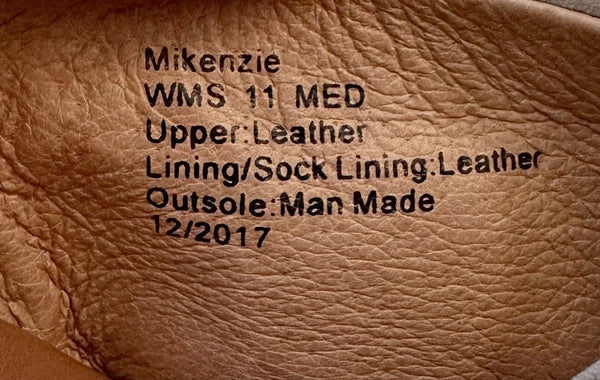 Mikenzie
WMS 11 MED
Upper:Leather
Lining/Sock Lining:Leather
Outsole:Man Made
12/2017